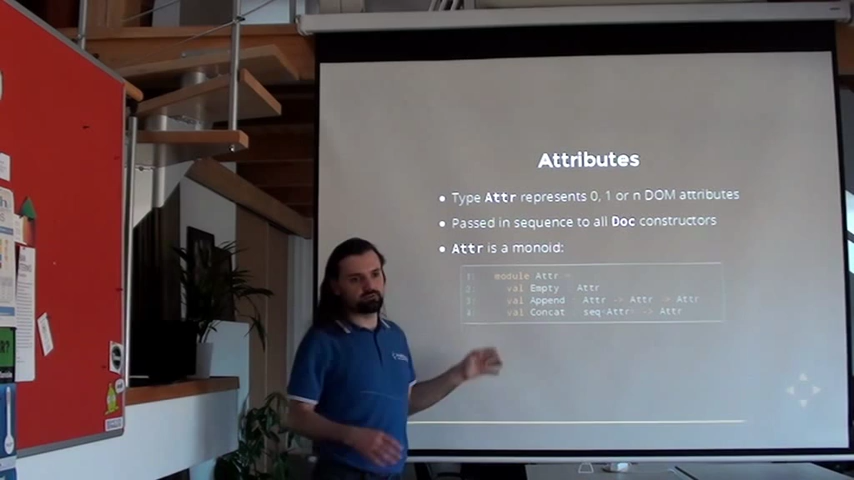 Attributes
• Type Attr represents 0, 1 or n DOM attributes
• Passed in sequence to all Doc constructors
• Attr is a monoid:
1 module Attr =
2 val Empty Attr
3 val Append Attr -> Attr -> Attr
4 val Concat seq<Attr> -> Attr
R?